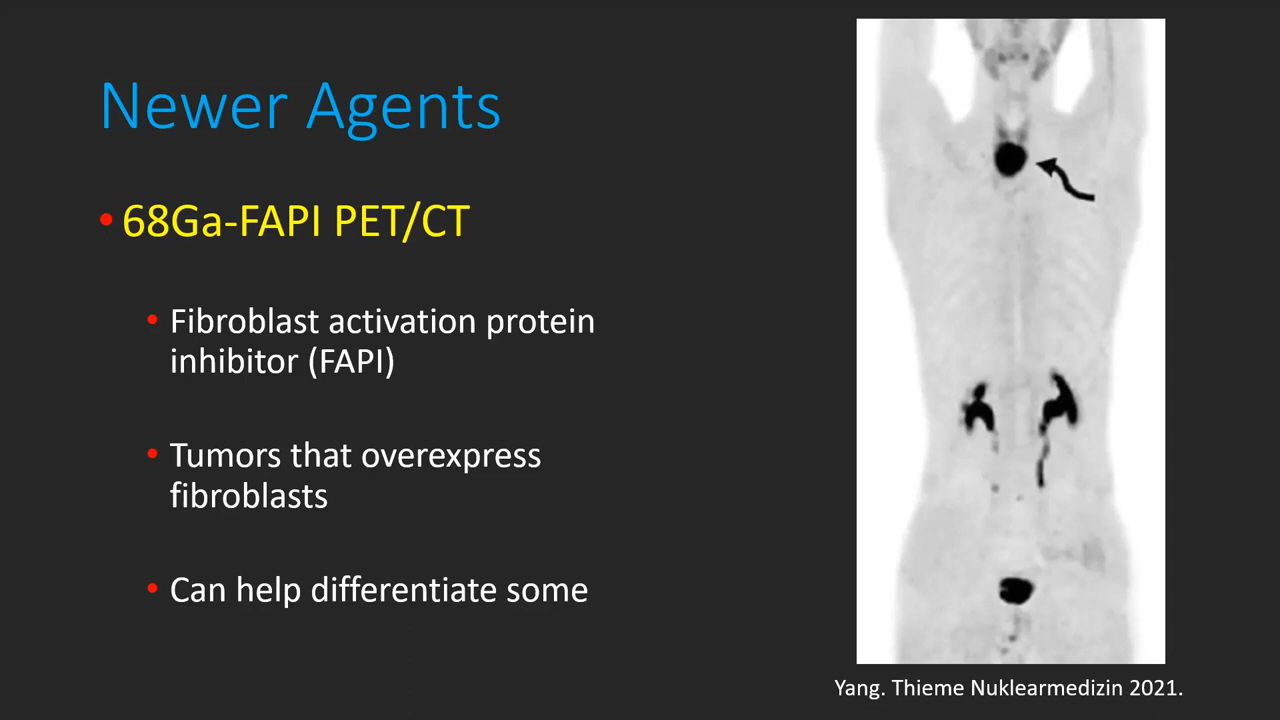 Newer Agents
• 68Ga-FAPI PET/CT
• Fibroblast activation protein
inhibitor (FAPI)
• Tumors that overexpress
fibroblasts
• Can help differentiate some
Yang. Thieme Nuklearmedizin 2021.